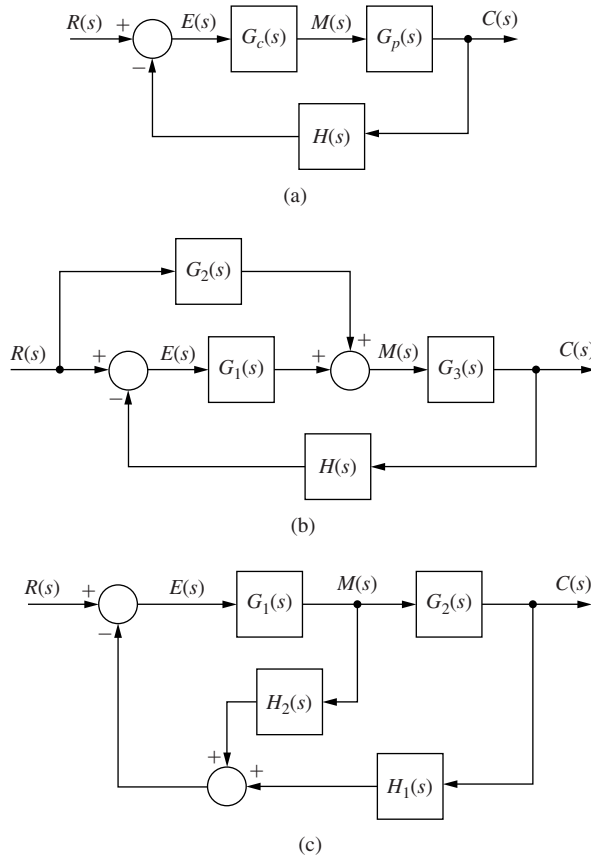 R(s) + E(s) G_c(s) M(s) G_p(s) C(s)
−
H(s)
(a)
G_2(s)
+
R(s) + E(s) G_1(s) + M(s) G_3(s) C(s)
−
H(s)
(b)
R(s) + E(s) G_1(s) M(s) G_2(s) C(s)
−
H_2(s)
+ +
H_1(s)
(c)